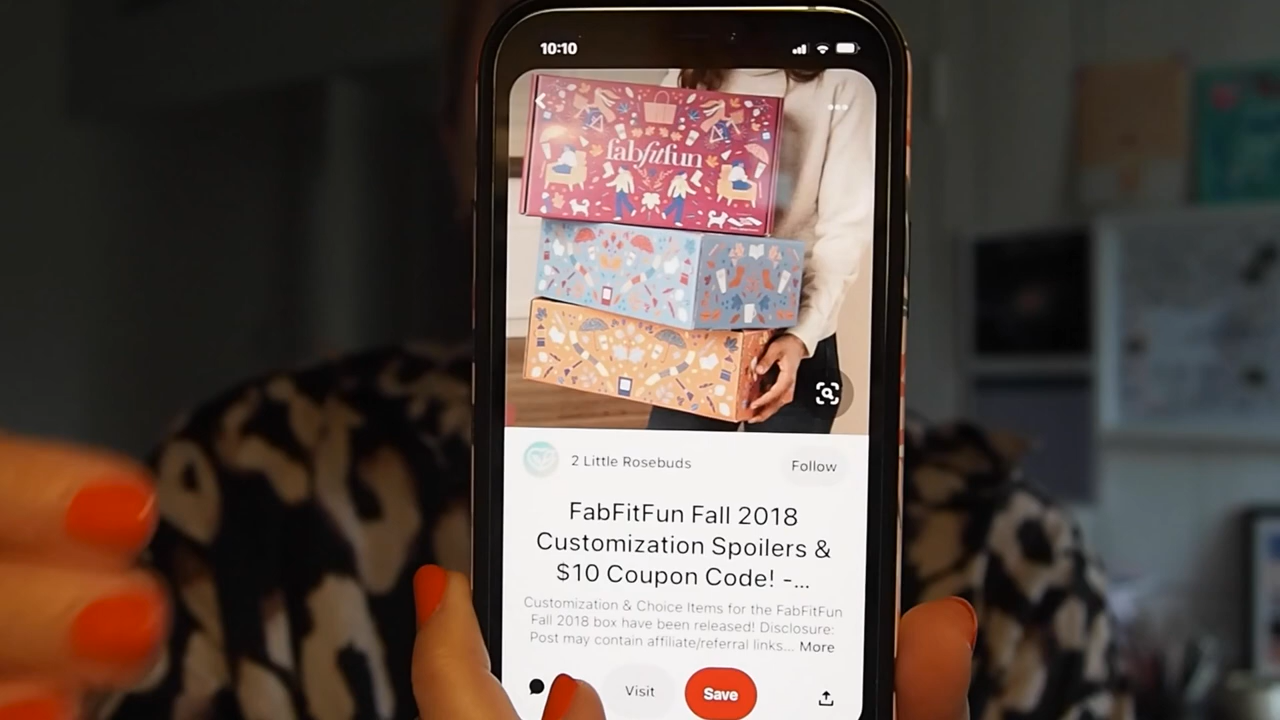 10:10
fabfitfun
2 Little Rosebuds
Follow
FabFitFun Fall 2018
Customization Spoilers &
$10 Coupon Code! -...
Customization & Choice Items for the FabFitFun
Fall 2018 box have been released! Disclosure:
Post may contain affiliate/referral links... More
Visit
Save